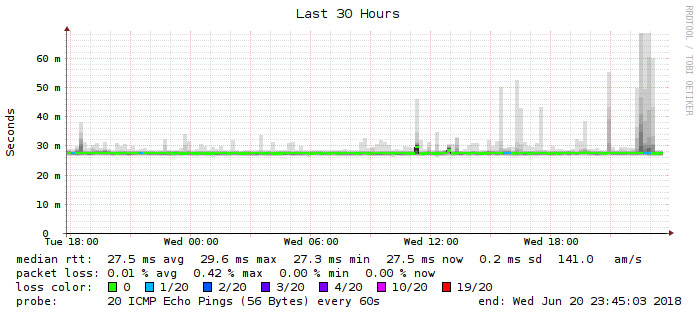 Last 30 Hours
RRDTOOL / TOBI OETIKER
Seconds
60 m
50 m
40 m
30 m
20 m
10 m
0
Tue 18:00 Wed 00:00 Wed 06:00 Wed 12:00 Wed 18:00
median rtt: 27.5 ms avg 29.6 ms max 27.3 ms min 27.5 ms now 0.2 ms sd 141.0 am/s
packet loss: 0.01 % avg 0.42 % max 0.00 % min 0.00 % now
loss color: 0 1/20 2/20 3/20 4/20 10/20 19/20
probe: 20 ICMP Echo Pings (56 Bytes) every 60s end: Wed Jun 20 23:45:03 2018